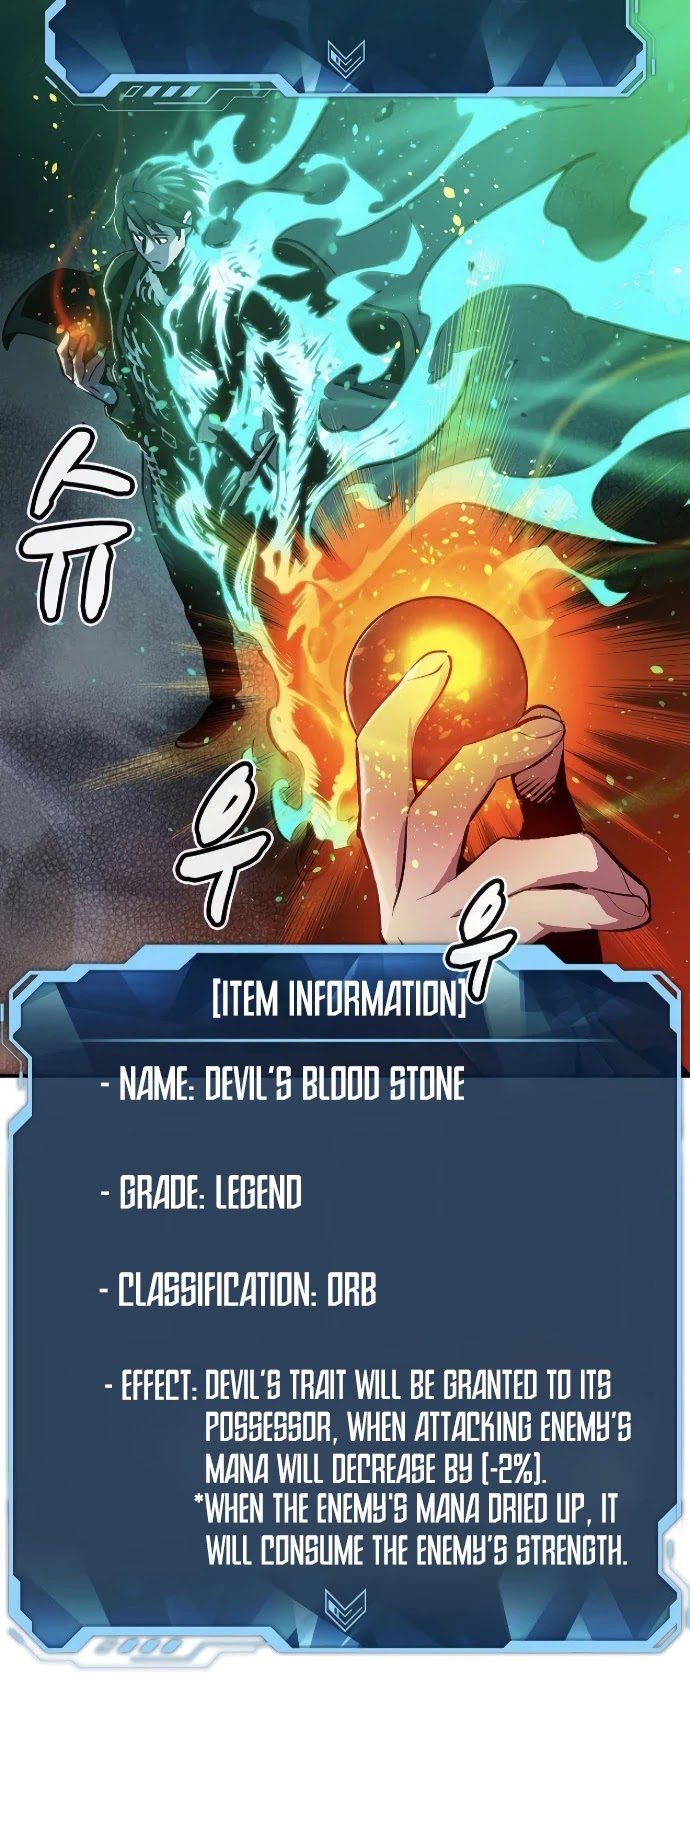 슈
우
우
[ITEM INFORMATION]
- NAME: DEVIL'S BLOOD STONE
- GRADE: LEGEND
- CLASSIFICATION: ORB
- EFFECT: DEVIL'S TRAIT WILL BE GRANTED TO ITS
POSSESSOR, WHEN ATTACKING ENEMY'S
MANA WILL DECREASE BY (-2%).
*WHEN THE ENEMY'S MANA DRIED UP, IT
WILL CONSUME THE ENEMY'S STRENGTH.